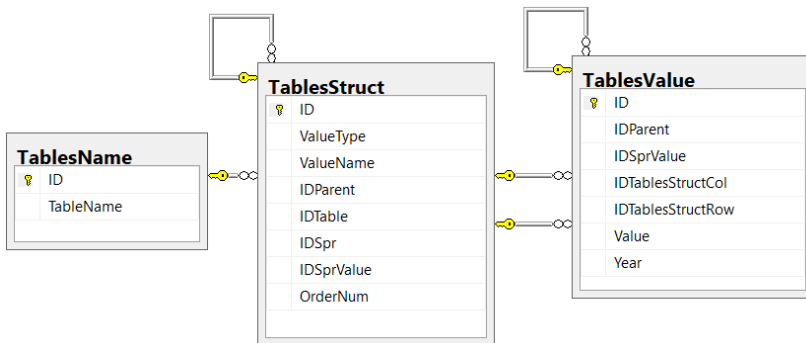 TablesName
ID
TableName
TablesStruct
ID
ValueType
ValueName
IDParent
IDTable
IDSpr
IDSprValue
OrderNum
TablesValue
ID
IDParent
IDSprValue
IDTablesStructCol
IDTablesStructRow
Value
Year